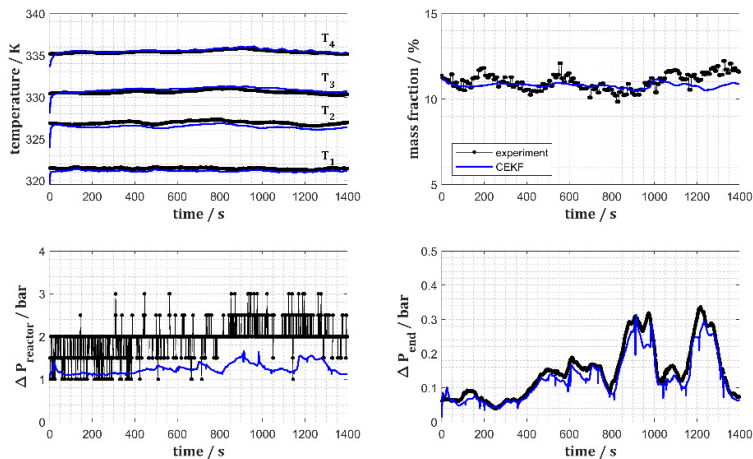 340
335
330
325
320
0 200 400 600 800 1000 1200 1400
temperature / K
time / s
T4
T3
T2
T1
15
10
5
0 200 400 600 800 1000 1200 1400
mass fraction / %
time / s
experiment
CEKF
4
3
2
1
0
0 200 400 600 800 1000 1200 1400
Δ Preactor / bar
time / s
0.5
0.4
0.3
0.2
0.1
0
0 200 400 600 800 1000 1200 1400
Δ Pend / bar
time / s